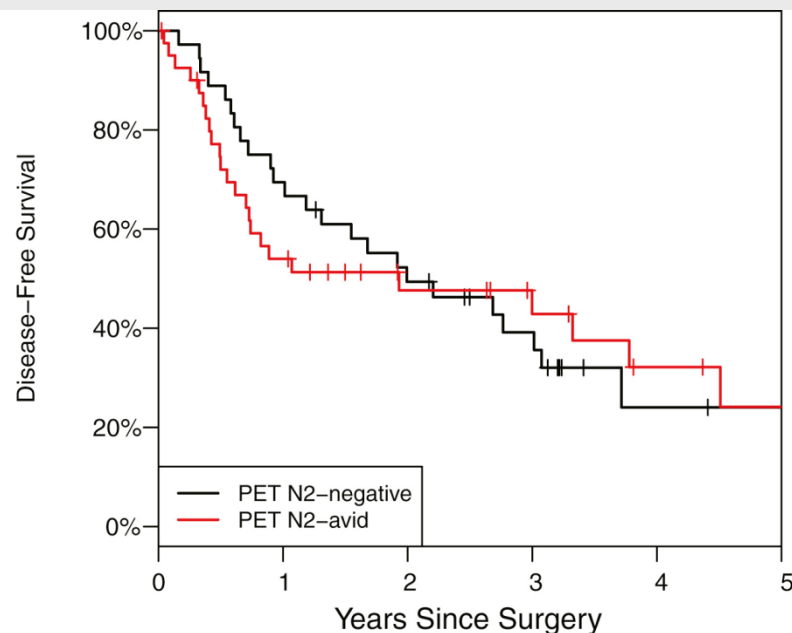 100%
80%
60%
40%
20%
0%
Disease–Free Survival
PET N2–negative
PET N2–avid
0 1 2 3 4 5
Years Since Surgery